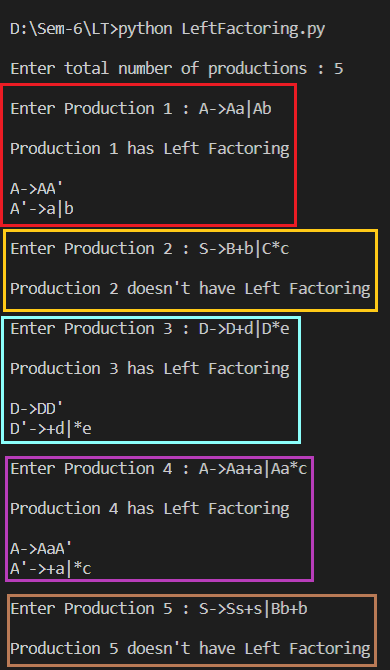 D:\Sem-6\LT>python LeftFactoring.py
Enter total number of productions : 5
Enter Production 1 : A->Aa|Ab
Production 1 has Left Factoring
A->AA'
A'->a|b
Enter Production 2 : S->B+b|C*c
Production 2 doesn't have Left Factoring
Enter Production 3 : D->D+d|D*e
Production 3 has Left Factoring
D->DD'
D'->+d|*e
Enter Production 4 : A->Aa+a|Aa*c
Production 4 has Left Factoring
A->AaA'
A'->+a|*c
Enter Production 5 : S->Ss+s|Bb+b
Production 5 doesn't have Left Factoring